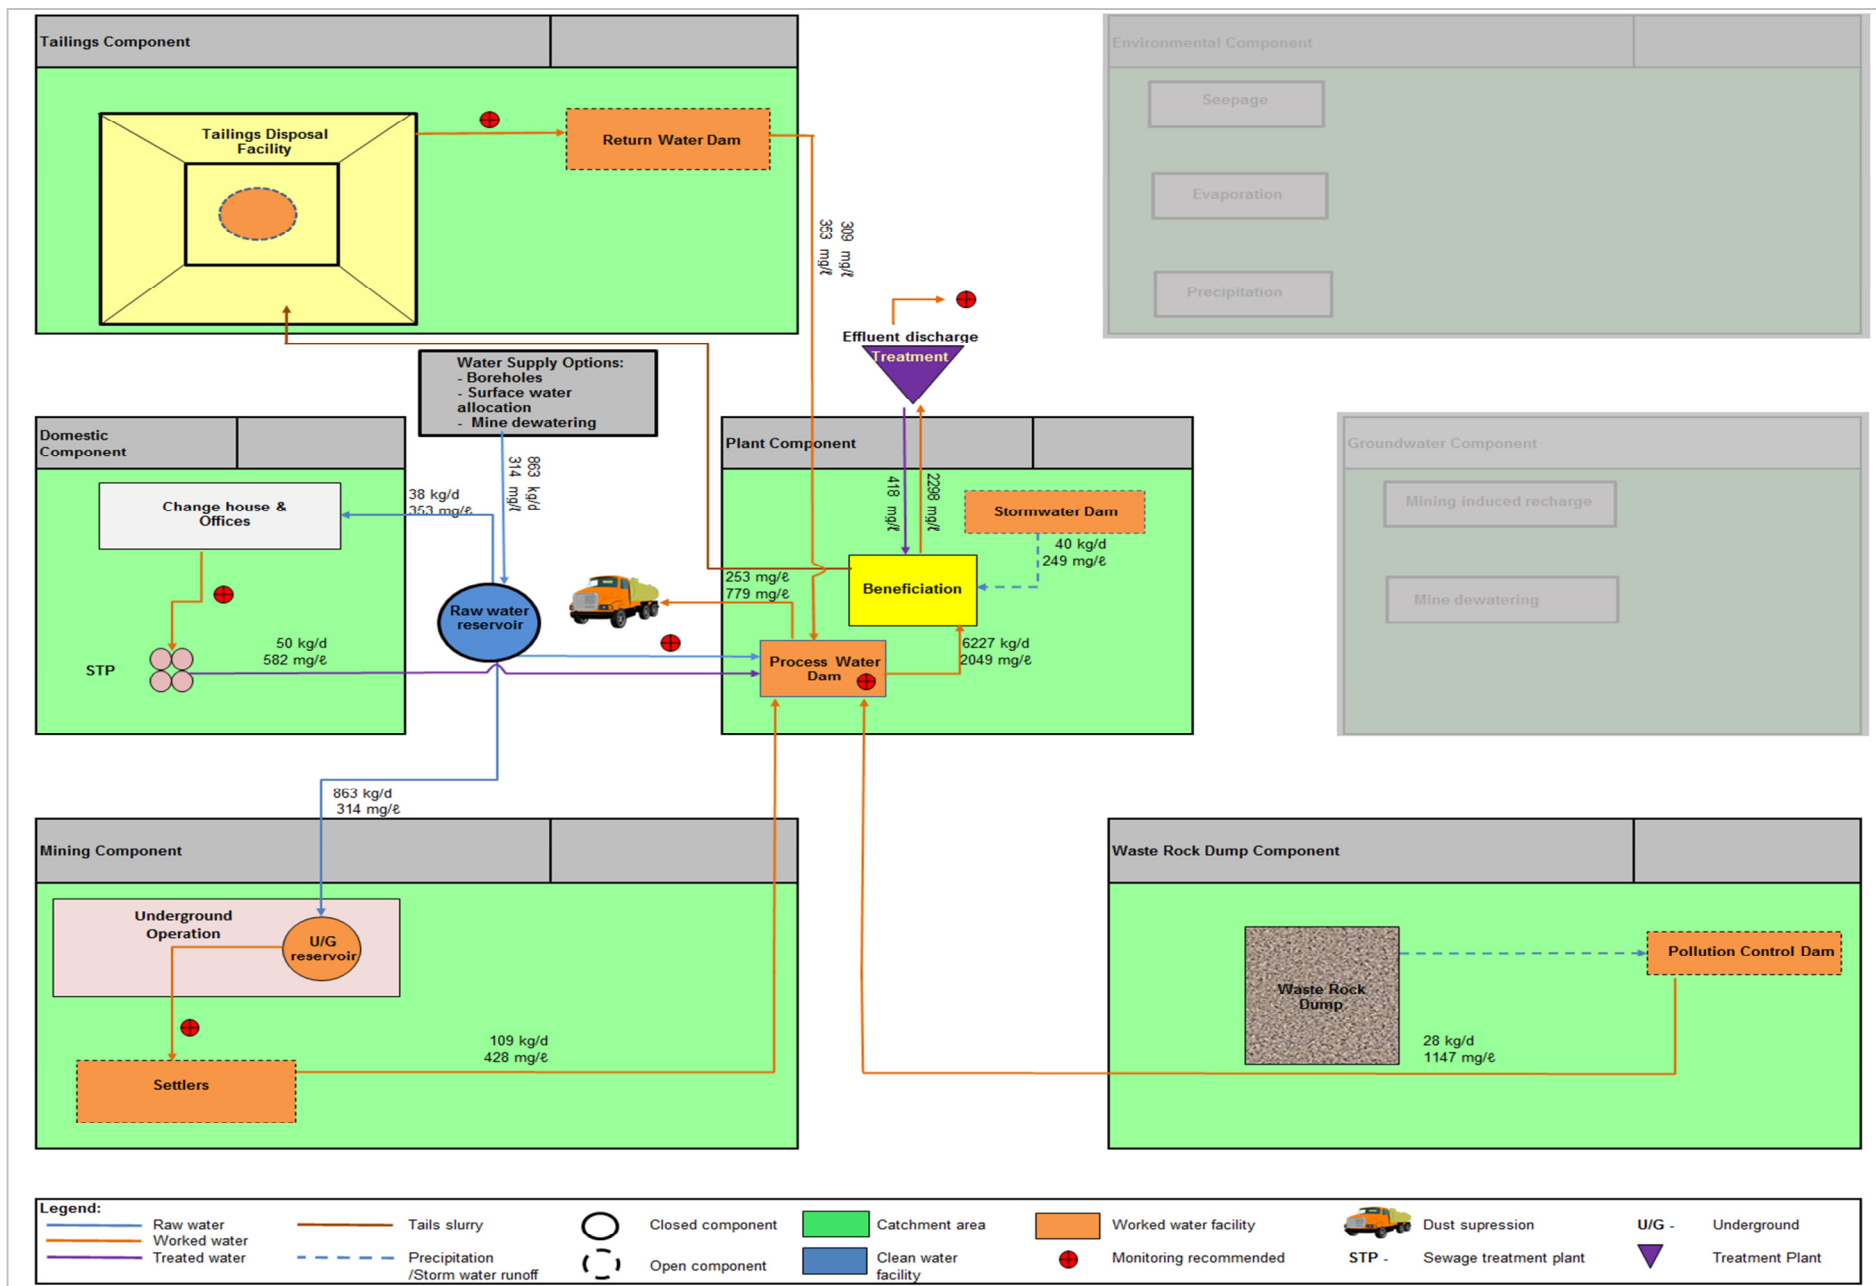 Tailings Component
Environmental Component
Tailings Disposal
Facility
Return Water Dam
Seepage
Evaporation
Precipitation
309 mg/ℓ
353 mg/ℓ
Effluent discharge
Treatment
Water Supply Options:
- Boreholes
- Surface water
allocation
- Mine dewatering
Domestic
Component
Plant Component
Groundwater Component
Change house &
Offices
38 kg/d
353 mg/ℓ
863 kg/d
314 mg/ℓ
418 mg/ℓ
2298 mg/ℓ
Stormwater Dam
40 kg/d
249 mg/ℓ
Mining induced recharge
Mine dewatering
Raw water
reservoir
253 mg/ℓ
779 mg/ℓ
Beneficiation
STP
50 kg/d
582 mg/ℓ
Process Water
Dam
6227 kg/d
2049 mg/ℓ
863 kg/d
314 mg/ℓ
Mining Component
Waste Rock Dump Component
Underground
Operation
U/G
reservoir
Settlers
109 kg/d
428 mg/ℓ
Waste Rock
Dump
Pollution Control Dam
28 kg/d
1147 mg/ℓ
Legend:
Raw water
Worked water
Treated water
Tails slurry
Precipitation
/Storm water runoff
Closed component
Open component
Catchment area
Clean water
facility
Worked water facility
Monitoring recommended
Dust supression
STP - Sewage treatment plant
U/G - Underground
Treatment Plant